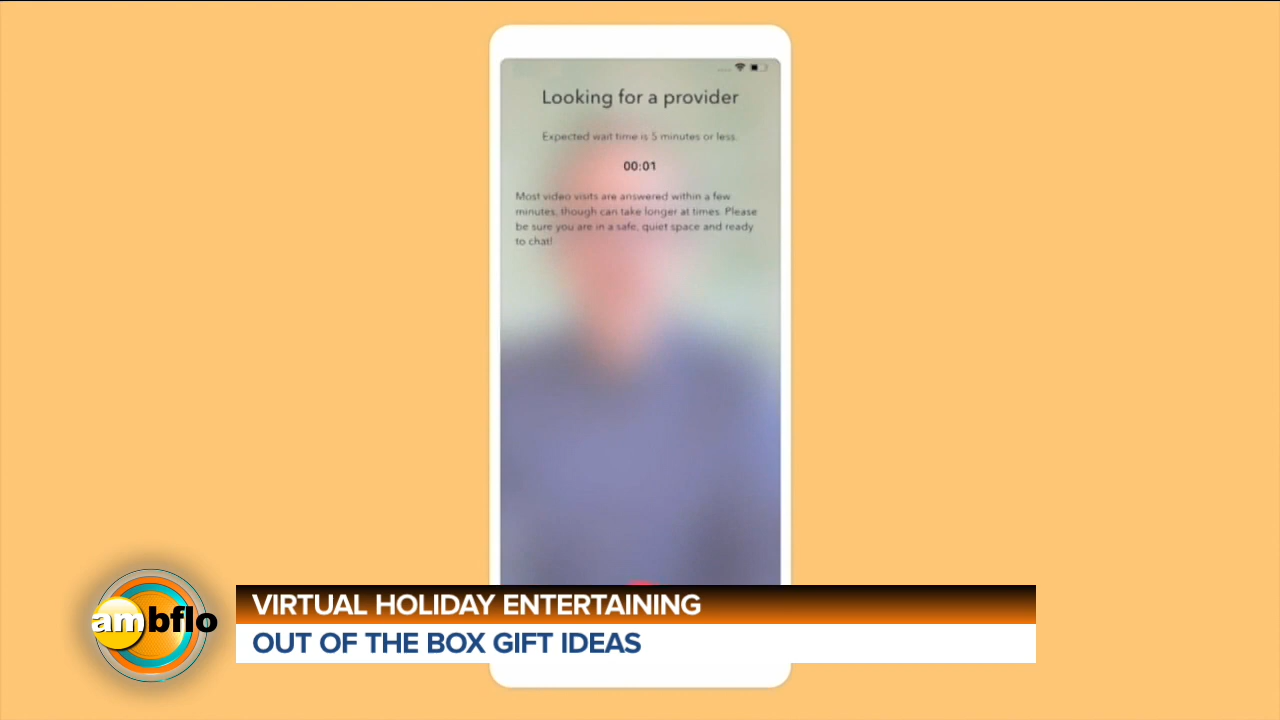 Looking for a provider
Expected wait time is 5 minutes or less.
00:01
Most video visits are answered within a few
minutes, though can take longer at times. Please
be sure you are in a safe, quiet space and ready
to chat!
am bflo
VIRTUAL HOLIDAY ENTERTAINING
OUT OF THE BOX GIFT IDEAS